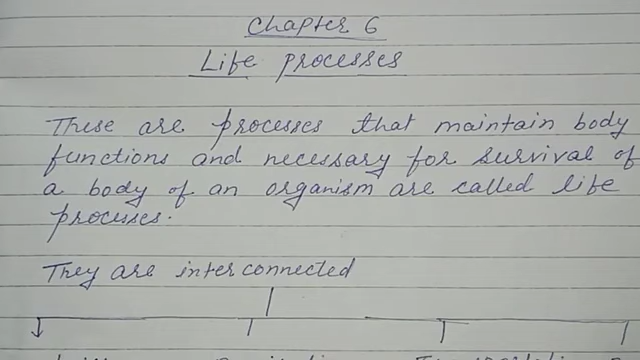 Chapter 6
Life processes
These are processes that maintain body
functions and necessary for survival of
a body of an organism are called life
processes.
They are interconnected